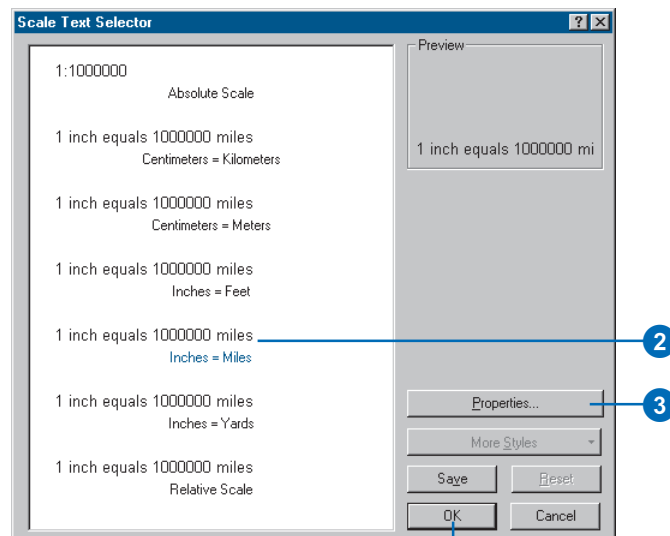 Scale Text Selector
? ×
1:1000000
Absolute Scale
1 inch equals 1000000 miles
Centimeters = Kilometers
1 inch equals 1000000 miles
Centimeters = Meters
1 inch equals 1000000 miles
Inches = Feet
1 inch equals 1000000 miles
Inches = Miles
1 inch equals 1000000 miles
Inches = Yards
1 inch equals 1000000 miles
Relative Scale
Preview
1 inch equals 1000000 mi
2
Properties...
3
More Styles
Save
Reset
OK
Cancel